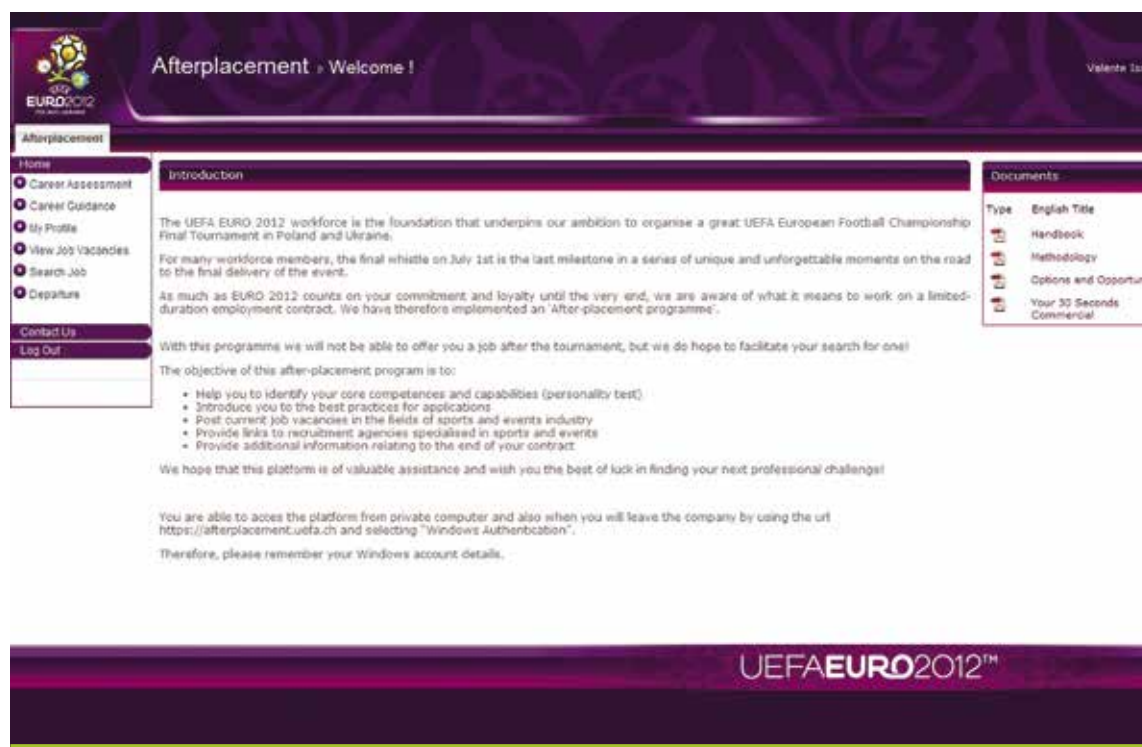 Afterplacement » Welcome !
Valente
EURO2012
Afterplacement
Home
Career Assessment
Career Guidance
My Profile
View Job Vacancies
Search Job
Departure
Contact Us
Log Out
Introduction
The UEFA EURO 2012 workforce is the foundation that underpins our ambition to organise a great UEFA European Football Championship
Final Tournament in Poland and Ukraine.
For many workforce members, the final whistle on July 1st is the last milestone in a series of unique and unforgettable moments on the road
to the final delivery of the event.
As much as EURO 2012 counts on your commitment and loyalty until the very end, we are aware of what it means to work on a limited-
duration employment contract. We have therefore implemented an 'After-placement programme'.
With this programme we will not be able to offer you a job after the tournament, but we do hope to facilitate your search for one!
The objective of this after-placement program is to:
• Help you to identify your core competences and capabilities (personality test)
• Introduce you to the best practices for applications
• Post current job vacancies in the fields of sports and events industry
• Provide links to recruitment agencies specialised in sports and events
• Provide additional information relating to the end of your contract
We hope that this platform is of valuable assistance and wish you the best of luck in finding your next professional challenge!
You are able to acces the platform from private computer and also when you will leave the company by using the url
https://afterplacement.uefa.ch and selecting "Windows Authentication".
Therefore, please remember your Windows account details.
Documents
Type English Title
Handbook
Methodology
Options and Opportun
Your 30 Seconds
Commercial
UEFAEURO2012™